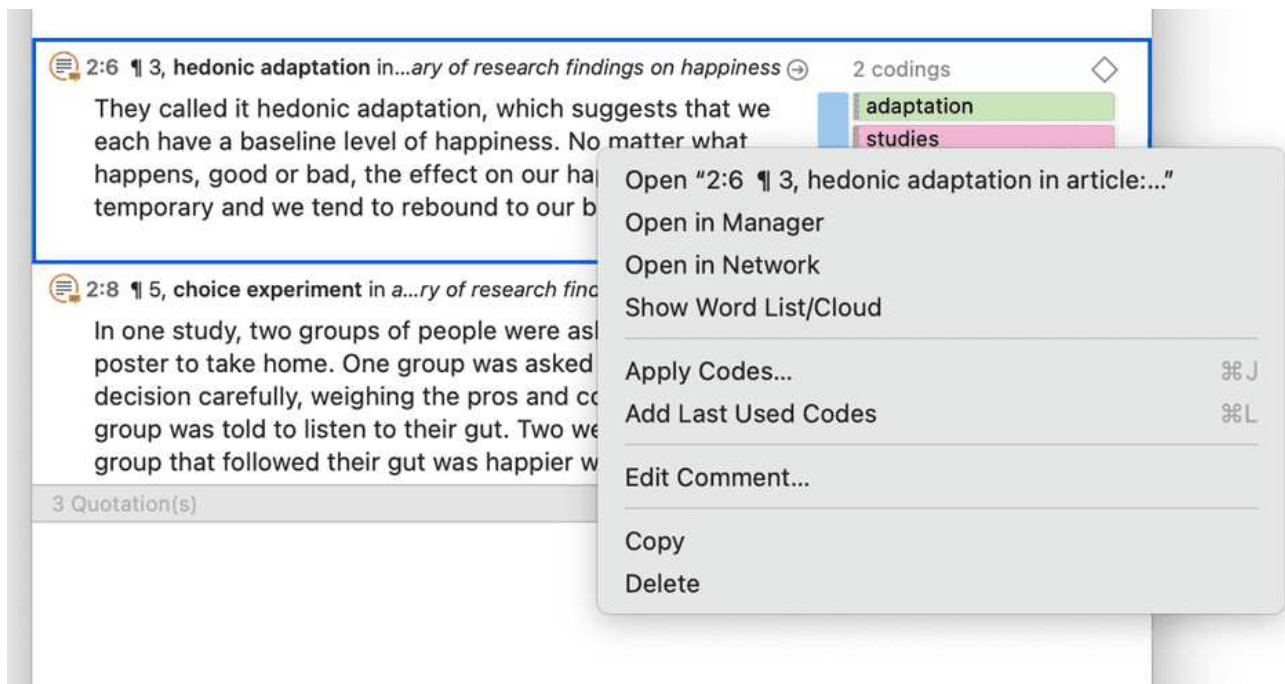 2:6 ¶ 3, hedonic adaptation in...ary of research findings on happiness
2 codings
They called it hedonic adaptation, which suggests that we
each have a baseline level of happiness. No matter what
happens, good or bad, the effect on our ha
temporary and we tend to rebound to our b
adaptation
studies
Open “2:6 ¶ 3, hedonic adaptation in article:...”
Open in Manager
Open in Network
Show Word List/Cloud
Apply Codes... ⌘J
Add Last Used Codes ⌘L
Edit Comment...
Copy
Delete
2:8 ¶ 5, choice experiment in a...ry of research find
In one study, two groups of people were as
poster to take home. One group was asked
decision carefully, weighing the pros and co
group was told to listen to their gut. Two we
group that followed their gut was happier w
3 Quotation(s)